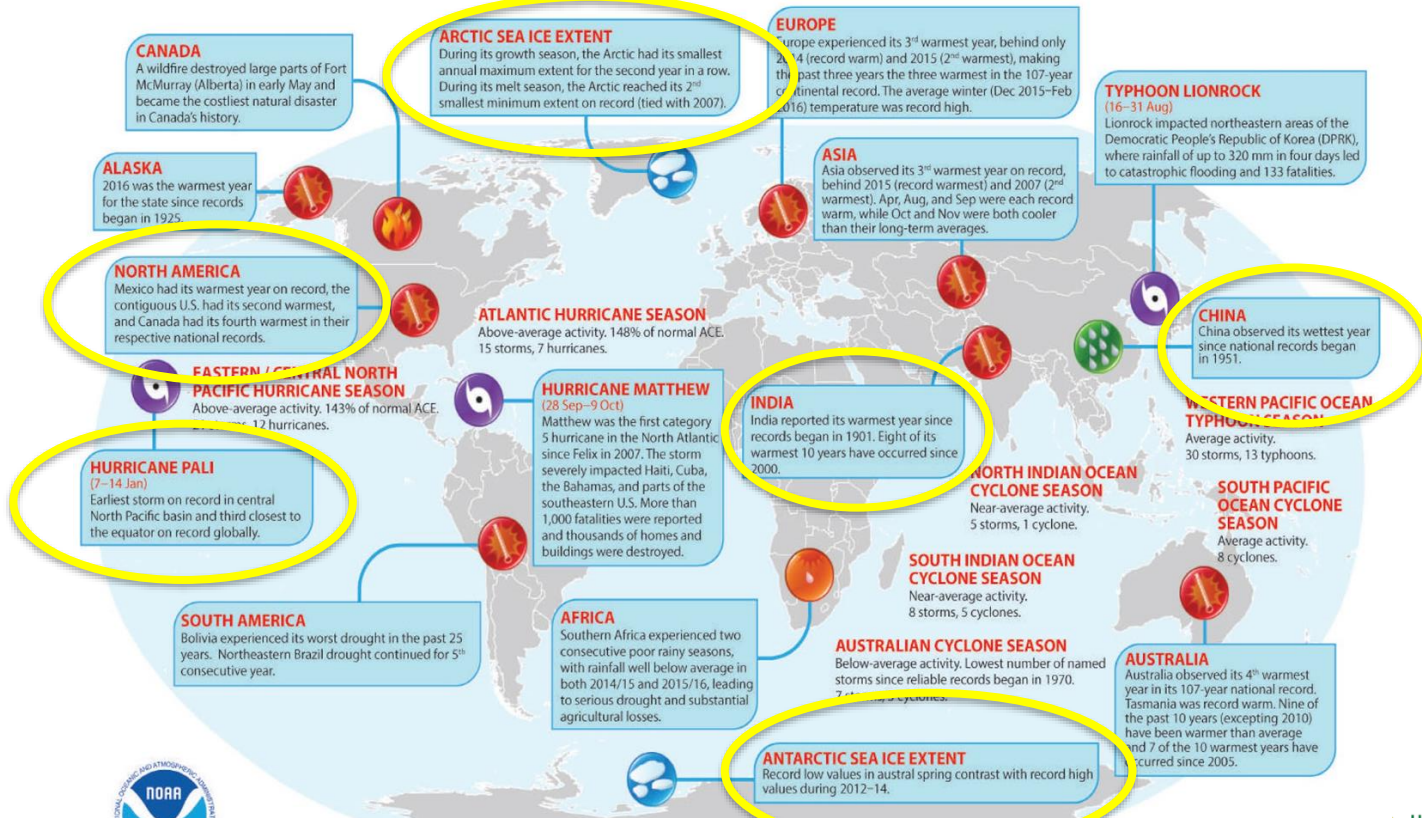 CANADA
A wildfire destroyed large parts of Fort
McMurray (Alberta) in early May and
became the costliest natural disaster
in Canada's history.
ARCTIC SEA ICE EXTENT
During its growth season, the Arctic had its smallest
annual maximum extent for the second year in a row.
During its melt season, the Arctic reached its 2nd
smallest minimum extent on record (tied with 2007).
EUROPE
Europe experienced its 3rd warmest year, behind only
2014 (record warm) and 2015 (2nd warmest), making
the past three years the three warmest in the 107-year
continental record. The average winter (Dec 2015–Feb
2016) temperature was record high.
TYPHOON LIONROCK
(16–31 Aug)
Lionrock impacted northeastern areas of the
Democratic People's Republic of Korea (DPRK),
where rainfall of up to 320 mm in four days led
to catastrophic flooding and 133 fatalities.
ALASKA
2016 was the warmest year
for the state since records
began in 1925.
ASIA
Asia observed its 3rd warmest year on record,
behind 2015 (record warmest) and 2007 (2nd
warmest). Apr, Aug, and Sep were each record
warm, while Oct and Nov were both cooler
than their long-term averages.
NORTH AMERICA
Mexico had its warmest year on record, the
contiguous U.S. had its second warmest,
and Canada had its fourth warmest in their
respective national records.
ATLANTIC HURRICANE SEASON
Above-average activity. 148% of normal ACE.
15 storms, 7 hurricanes.
CHINA
China observed its wettest year
since national records began
in 1951.
EASTERN / CENTRAL NORTH
PACIFIC HURRICANE SEASON
Above-average activity. 143% of normal ACE.
storms, 12 hurricanes.
HURRICANE MATTHEW
(28 Sep–9 Oct)
Matthew was the first category
5 hurricane in the North Atlantic
since Felix in 2007. The storm
severely impacted Haiti, Cuba,
the Bahamas, and parts of the
southeastern U.S. More than
1,000 fatalities were reported
and thousands of homes and
buildings were destroyed.
INDIA
India reported its warmest year since
records began in 1901. Eight of its
warmest 10 years have occurred since
2000.
WESTERN PACIFIC OCEAN
TYPHOON SEASON
Average activity.
30 storms, 13 typhoons.
HURRICANE PALI
(7–14 Jan)
Earliest storm on record in central
North Pacific basin and third closest to
the equator on record globally.
NORTH INDIAN OCEAN
CYCLONE SEASON
Near-average activity.
5 storms, 1 cyclone.
SOUTH PACIFIC
OCEAN CYCLONE
SEASON
Average activity.
8 cyclones.
SOUTH INDIAN OCEAN
CYCLONE SEASON
Near-average activity.
8 storms, 5 cyclones.
SOUTH AMERICA
Bolivia experienced its worst drought in the past 25
years. Northeastern Brazil drought continued for 5th
consecutive year.
AFRICA
Southern Africa experienced two
consecutive poor rainy seasons,
with rainfall well below average in
both 2014/15 and 2015/16, leading
to serious drought and substantial
agricultural losses.
AUSTRALIAN CYCLONE SEASON
Below-average activity. Lowest number of named
storms since reliable records began in 1970.
7 storms, 3 cyclones.
AUSTRALIA
Australia observed its 4th warmest
year in its 107-year national record.
Tasmania was record warm. Nine of
the past 10 years (excepting 2010)
have been warmer than average
and 7 of the 10 warmest years have
occurred since 2005.
ANTARCTIC SEA ICE EXTENT
Record low values in austral spring contrast with record high
values during 2012–14.
AND ATMOSPHERIC
NOAA